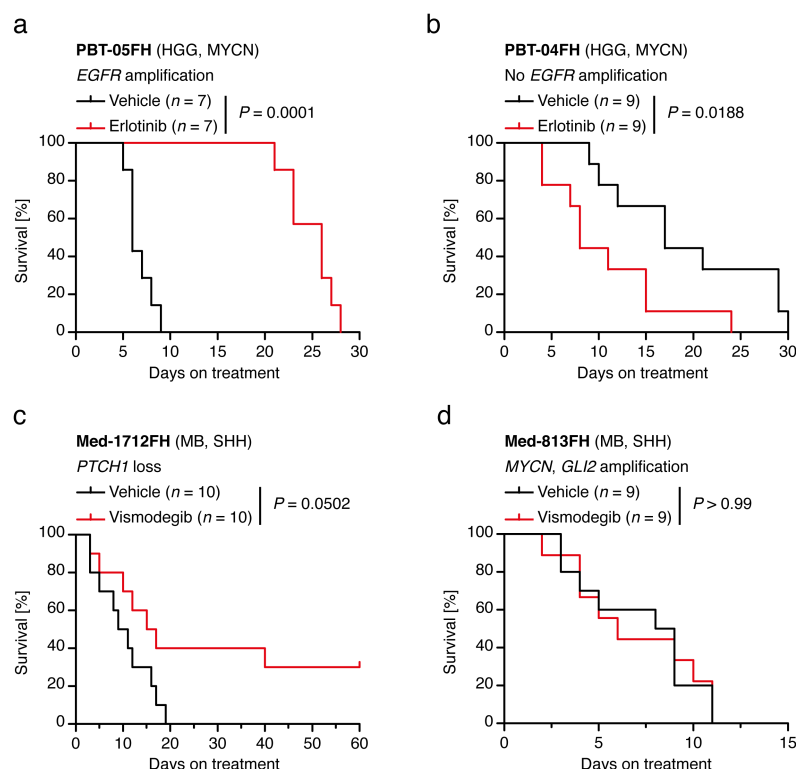 a
PBT-05FH (HGG, MYCN)
EGFR amplification
Vehicle (n = 7)
Erlotinib (n = 7)
P = 0.0001
100
80
60
40
20
0
Survival [%]
0 5 10 15 20 25 30
Days on treatment
b
PBT-04FH (HGG, MYCN)
No EGFR amplification
Vehicle (n = 9)
Erlotinib (n = 9)
P = 0.0188
100
80
60
40
20
0
Survival [%]
0 5 10 15 20 25 30
Days on treatment
c
Med-1712FH (MB, SHH)
PTCH1 loss
Vehicle (n = 10)
Vismodegib (n = 10)
P = 0.0502
100
80
60
40
20
0
Survival [%]
0 10 20 30 40 50 60
Days on treatment
d
Med-813FH (MB, SHH)
MYCN, GLI2 amplification
Vehicle (n = 9)
Vismodegib (n = 9)
P > 0.99
100
80
60
40
20
0
Survival [%]
0 5 10 15
Days on treatment